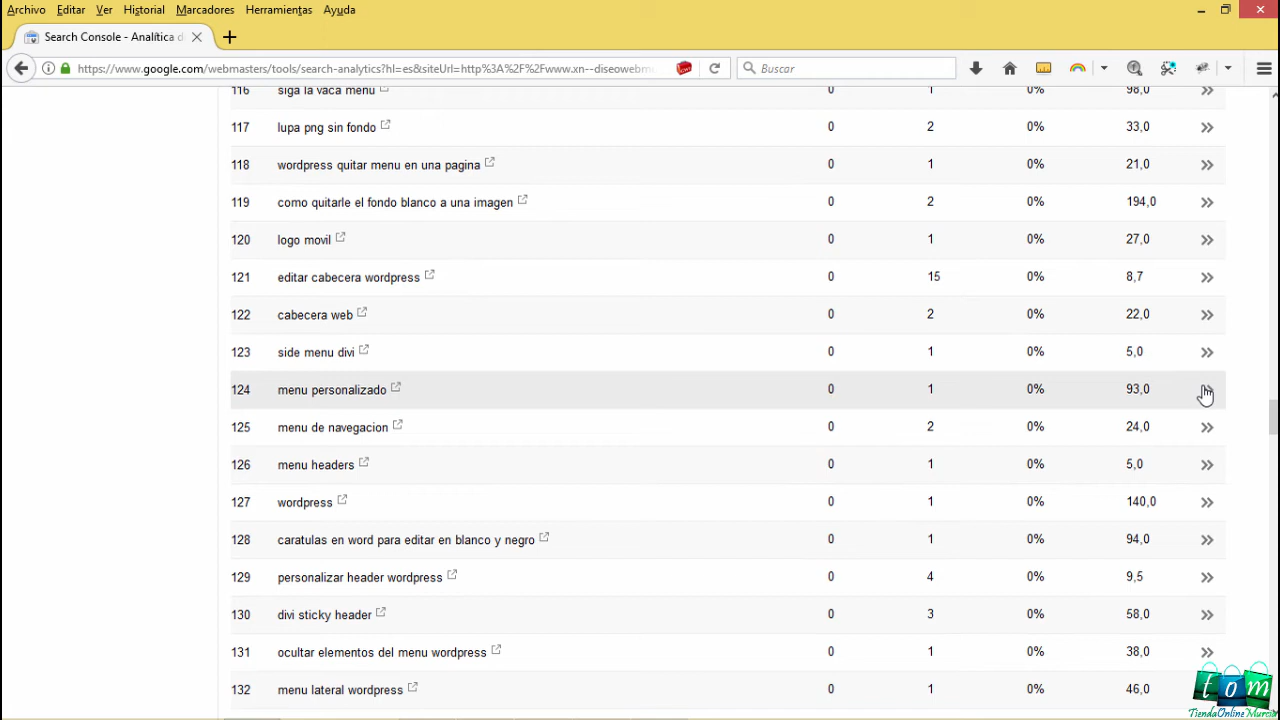 Archivo Editar Ver Historial Marcadores Herramientas Ayuda
Search Console - Analítica d
https://www.google.com/webmasters/tools/search-analytics?hl=es&siteUrl=http%3A%2F%2Fwww.xn--diseowebm Buscar
116 siga la vaca menu 0 1 0% 98,0
117 lupa png sin fondo 0 2 0% 33,0
118 wordpress quitar menu en una pagina 0 1 0% 21,0
119 como quitarle el fondo blanco a una imagen 0 2 0% 194,0
120 logo movil 0 1 0% 27,0
121 editar cabecera wordpress 0 15 0% 8,7
122 cabecera web 0 2 0% 22,0
123 side menu divi 0 1 0% 5,0
124 menu personalizado 0 1 0% 93,0
125 menu de navegacion 0 2 0% 24,0
126 menu headers 0 1 0% 5,0
127 wordpress 0 1 0% 140,0
128 caratulas en word para editar en blanco y negro 0 1 0% 94,0
129 personalizar header wordpress 0 4 0% 9,5
130 divi sticky header 0 3 0% 58,0
131 ocultar elementos del menu wordpress 0 1 0% 38,0
132 menu lateral wordpress 0 1 0% 46,0
tom
TiendaOnlineMurcia